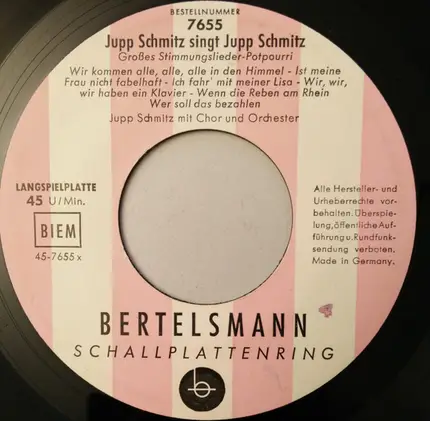 BESTELLNUMMER
7655
Jupp Schmitz singt Jupp Schmitz
Großes Stimmungslieder-Potpourri
Wir kommen alle, alle, alle in den Himmel - Ist meine
Frau nicht fabelhaft - Ich fahr' mit meiner Lisa - Wir, wir,
wir haben ein Klavier - Wenn die Reben am Rhein
Wer soll das bezahlen
Jupp Schmitz mit Chor und Orchester
LANGSPIELPLATTE
45 U/Min.
BIEM
45-7655 x
Alle Hersteller- und
Urheberrechte vor-
behalten. Überspie-
lung, öffentliche Auf-
führung u. Rundfunk-
sendung verboten.
Made in Germany.
BERTELSMANN
SCHALLPLATTENRING
b